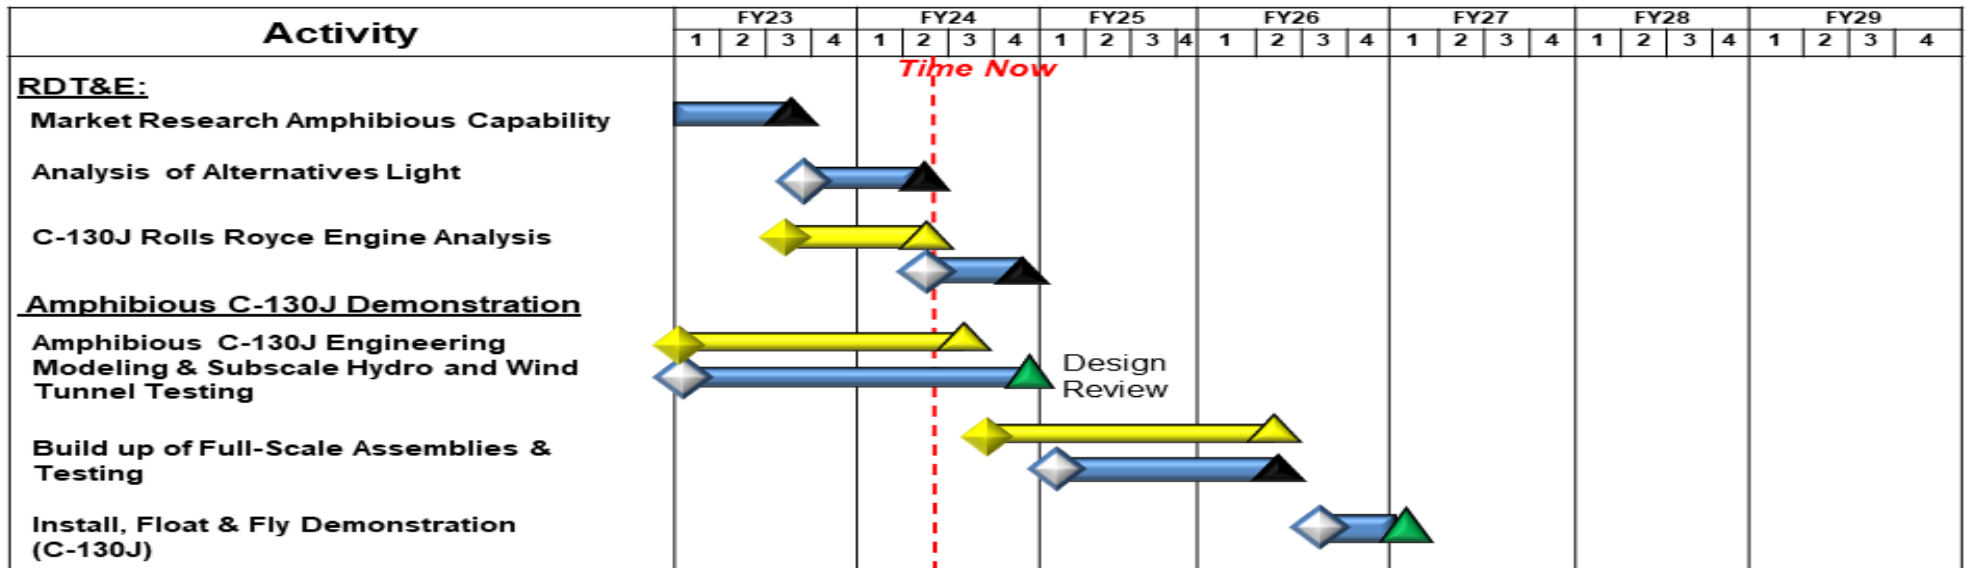 Activity
FY23 FY24 FY25 FY26 FY27 FY28 FY29
1 2 3 4 1 2 3 4 1 2 3 4 1 2 3 4 1 2 3 4 1 2 3 4 1 2 3 4
Time Now
RDT&E:
Market Research Amphibious Capability
Analysis of Alternatives Light
C-130J Rolls Royce Engine Analysis
Amphibious C-130J Demonstration
Amphibious C-130J Engineering
Modeling & Subscale Hydro and Wind
Tunnel Testing
Design
Review
Build up of Full-Scale Assemblies &
Testing
Install, Float & Fly Demonstration
(C-130J)